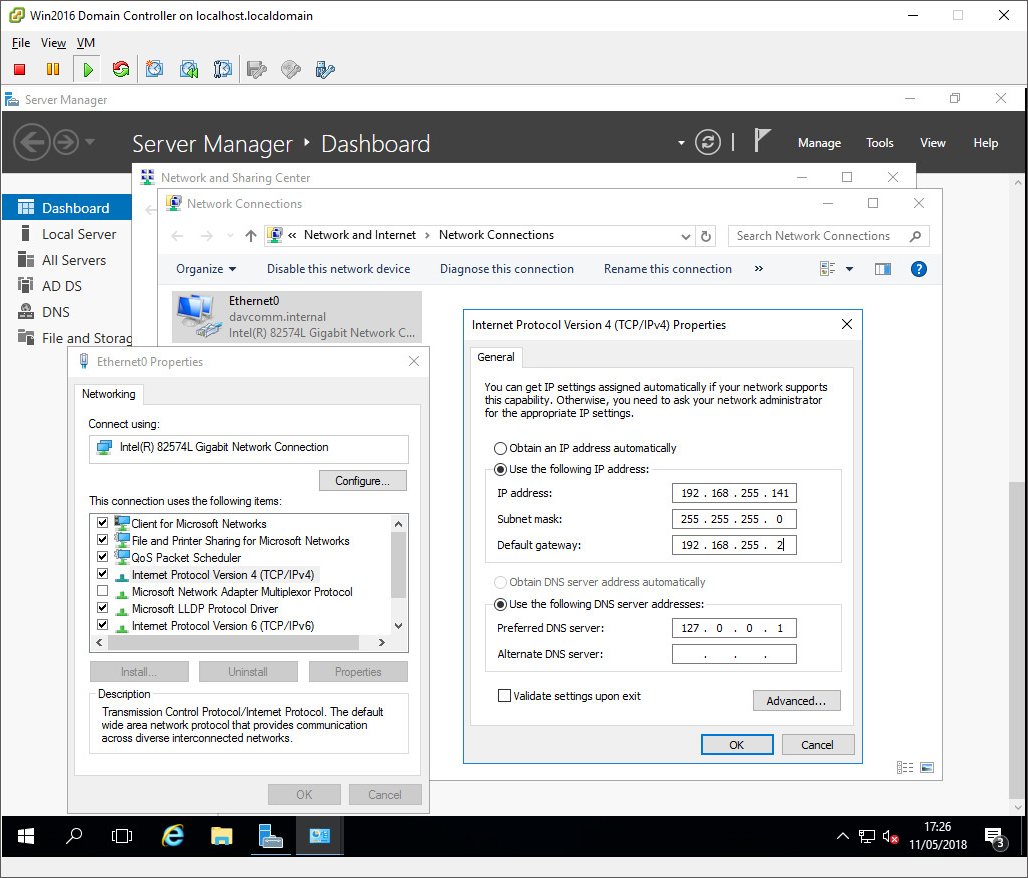 Win2016 Domain Controller on localhost.localdomain
File View VM
Server Manager
Server Manager Dashboard
Manage Tools View Help
Network and Sharing Center
Network Connections
Dashboard
Local Server
All Servers
AD DS
DNS
File and Storag
« Network and Internet › Network Connections
Search Network Connections
Organize
Disable this network device
Diagnose this connection
Rename this connection
»
Ethernet0
davcomm.internal
Intel(R) 82574L Gigabit Network C...
Ethernet0 Properties
Networking
Connect using:
Intel(R) 82574L Gigabit Network Connection
Configure...
This connection uses the following items:
Client for Microsoft Networks
File and Printer Sharing for Microsoft Networks
QoS Packet Scheduler
Internet Protocol Version 4 (TCP/IPv4)
Microsoft Network Adapter Multiplexor Protocol
Microsoft LLDP Protocol Driver
Internet Protocol Version 6 (TCP/IPv6)
Install...
Uninstall
Properties
Description
Transmission Control Protocol/Internet Protocol. The default
wide area network protocol that provides communication
across diverse interconnected networks.
OK
Cancel
Internet Protocol Version 4 (TCP/IPv4) Properties
General
You can get IP settings assigned automatically if your network supports
this capability. Otherwise, you need to ask your network administrator
for the appropriate IP settings.
Obtain an IP address automatically
Use the following IP address:
IP address: 192 . 168 . 255 . 141
Subnet mask: 255 . 255 . 255 . 0
Default gateway: 192 . 168 . 255 . 2
Obtain DNS server address automatically
Use the following DNS server addresses:
Preferred DNS server: 127 . 0 . 0 . 1
Alternate DNS server: . . .
Validate settings upon exit
Advanced...
OK
Cancel
17:26
11/05/2018
3